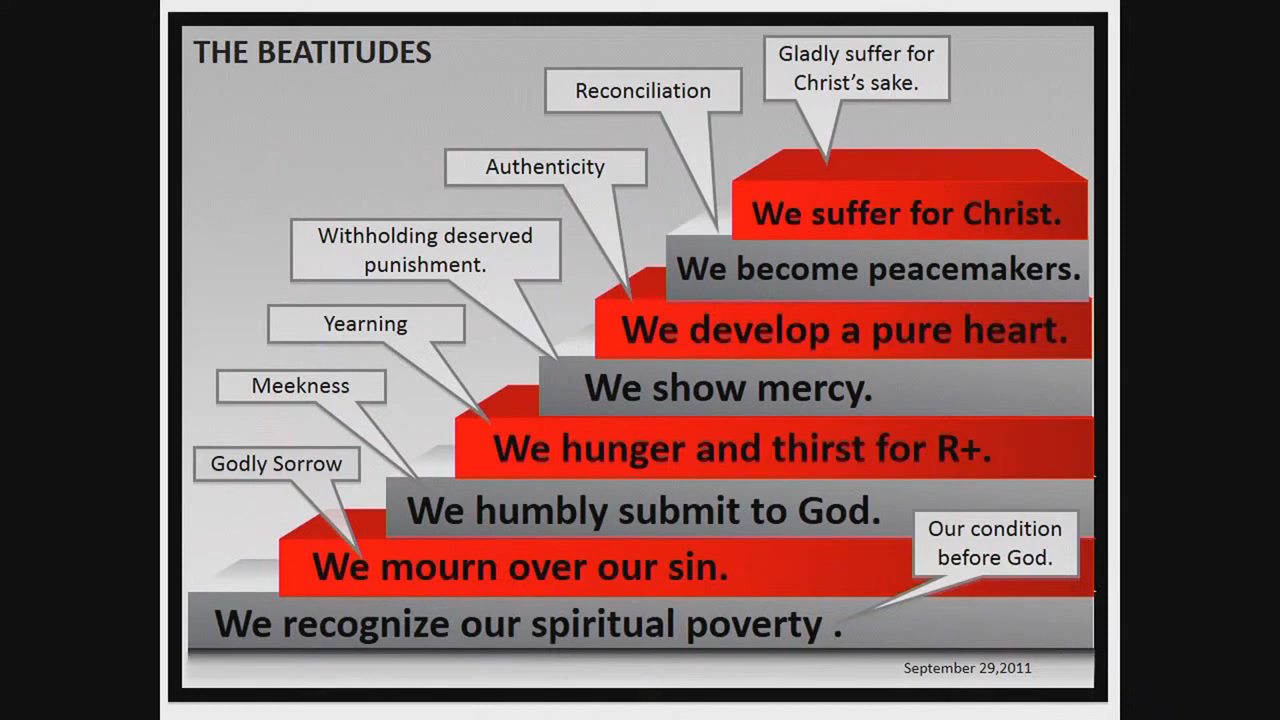 THE BEATITUDES
Gladly suffer for
Christ's sake.
Reconciliation
Authenticity
We suffer for Christ.
Withholding deserved
punishment.
We become peacemakers.
Yearning
We develop a pure heart.
Meekness
We show mercy.
Godly Sorrow
We hunger and thirst for R+.
We humbly submit to God.
Our condition
before God.
We mourn over our sin.
We recognize our spiritual poverty .
September 29,2011